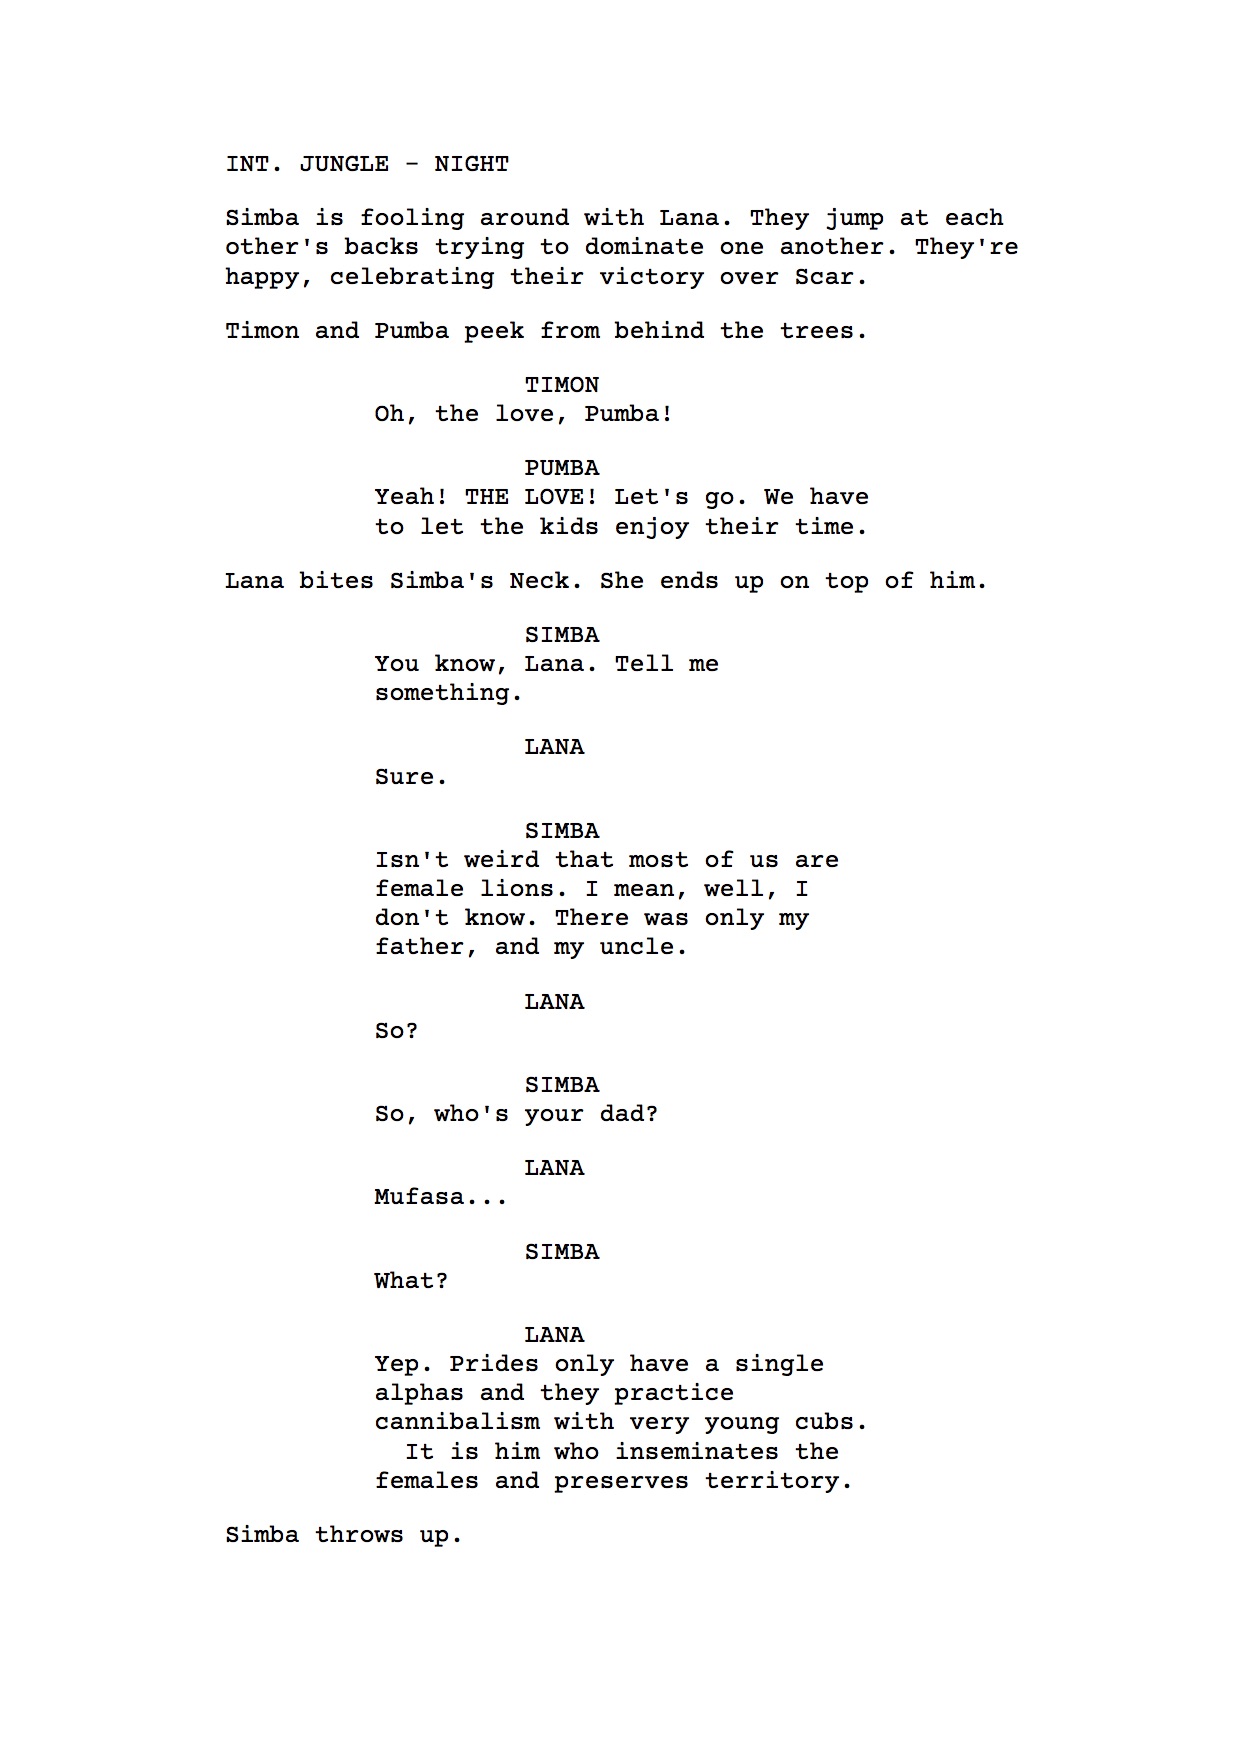 INT. JUNGLE - NIGHT
Simba is fooling around with Lana. They jump at each
other's backs trying to dominate one another. They're
happy, celebrating their victory over Scar.
Timon and Pumba peek from behind the trees.
TIMON
Oh, the love, Pumba!
PUMBA
Yeah! THE LOVE! Let's go. We have
to let the kids enjoy their time.
Lana bites Simba's Neck. She ends up on top of him.
SIMBA
You know, Lana. Tell me
something.
LANA
Sure.
SIMBA
Isn't weird that most of us are
female lions. I mean, well, I
don't know. There was only my
father, and my uncle.
LANA
So?
SIMBA
So, who's your dad?
LANA
Mufasa...
SIMBA
What?
LANA
Yep. Prides only have a single
alphas and they practice
cannibalism with very young cubs.
It is him who inseminates the
females and preserves territory.
Simba throws up.